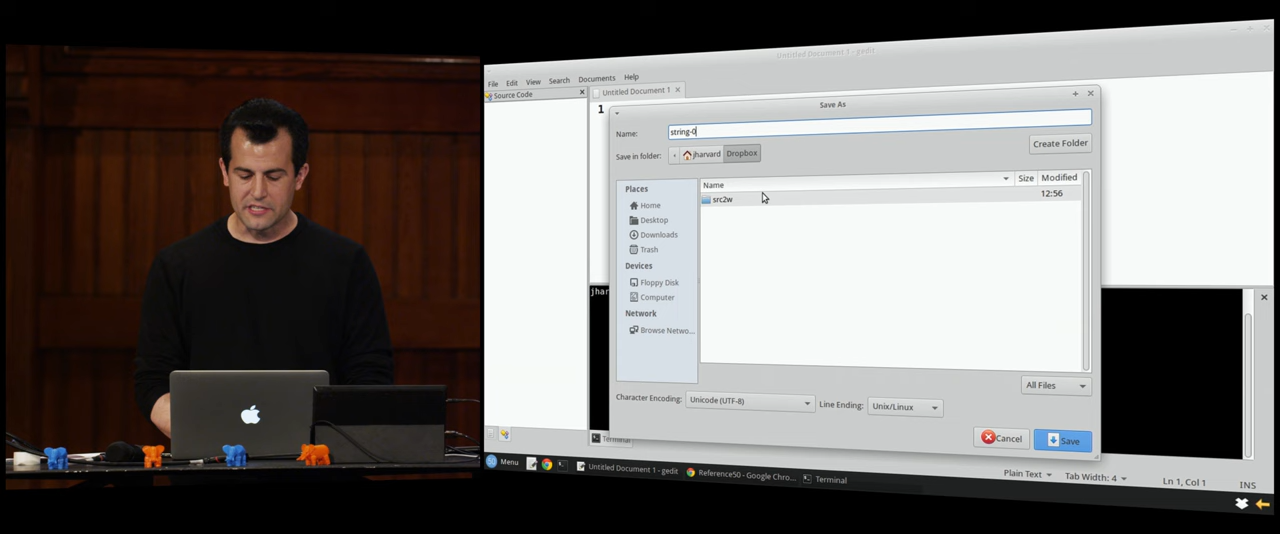 Untitled Document 1 - gedit
File Edit View Search Documents Help
Source Code
Untitled Document 1
1
Save As
Name: string-0
Save in folder: jharvard Dropbox
Create Folder
Places
Home
Desktop
Downloads
Trash
Devices
Floppy Disk
Computer
Network
Browse Netwo...
Name Size Modified
src2w 12:56
jhar
All Files
Character Encoding: Unicode (UTF-8) Line Ending: Unix/Linux
Cancel Save
Terminal
Menu Untitled Document 1 - gedit Reference50 - Google Chro... Terminal
Plain Text Tab Width: 4 Ln 1, Col 1 INS